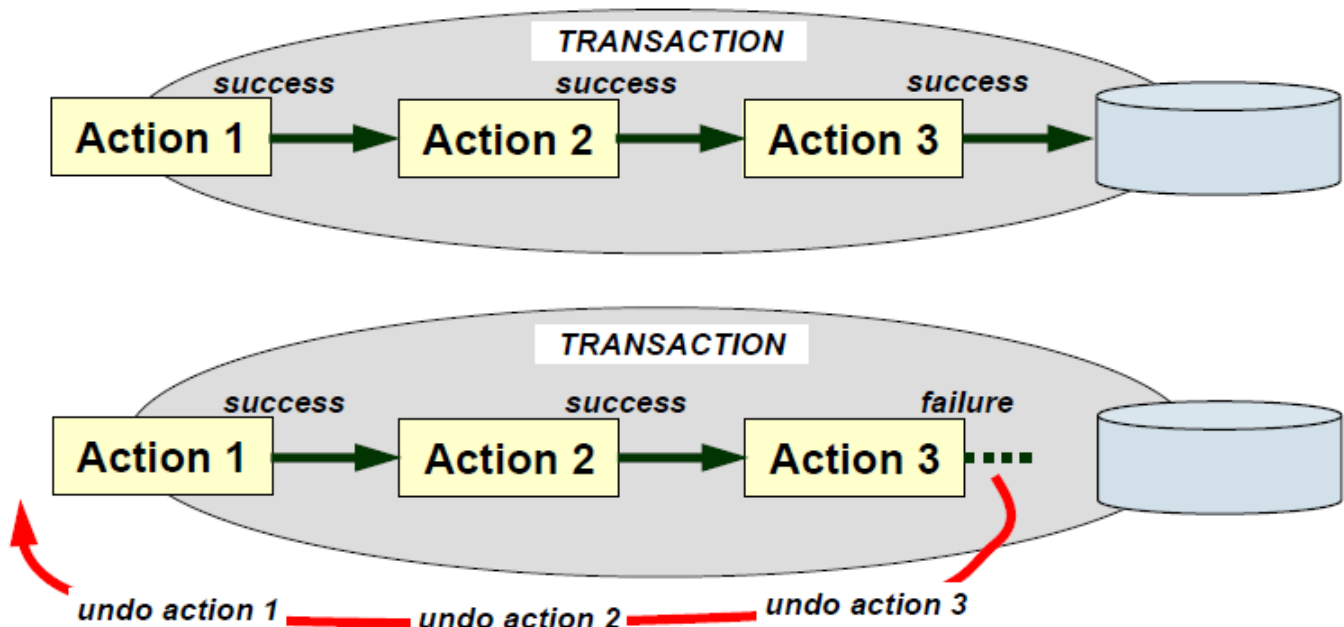 TRANSACTION
success success success
Action 1 Action 2 Action 3
TRANSACTION
success success failure
Action 1 Action 2 Action 3
undo action 1 undo action 2 undo action 3